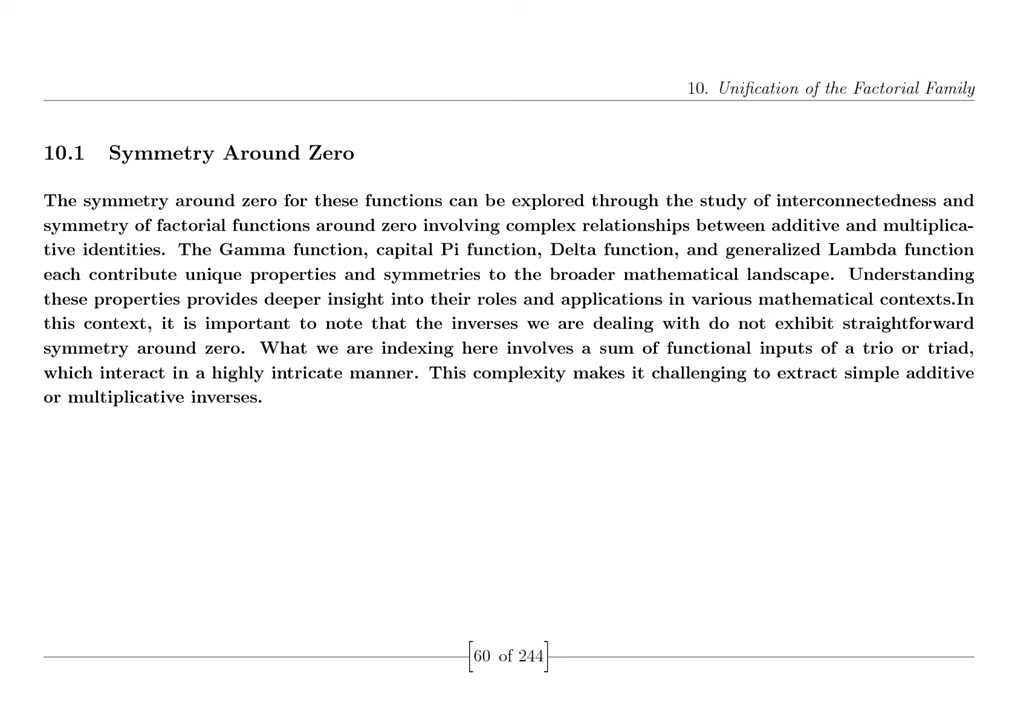 10. Unification of the Factorial Family
10.1 Symmetry Around Zero
The symmetry around zero for these functions can be explored through the study of interconnectedness and
symmetry of factorial functions around zero involving complex relationships between additive and multiplica-
tive identities. The Gamma function, capital Pi function, Delta function, and generalized Lambda function
each contribute unique properties and symmetries to the broader mathematical landscape. Understanding
these properties provides deeper insight into their roles and applications in various mathematical contexts.In
this context, it is important to note that the inverses we are dealing with do not exhibit straightforward
symmetry around zero. What we are indexing here involves a sum of functional inputs of a trio or triad,
which interact in a highly intricate manner. This complexity makes it challenging to extract simple additive
or multiplicative inverses.
[60 of 244]